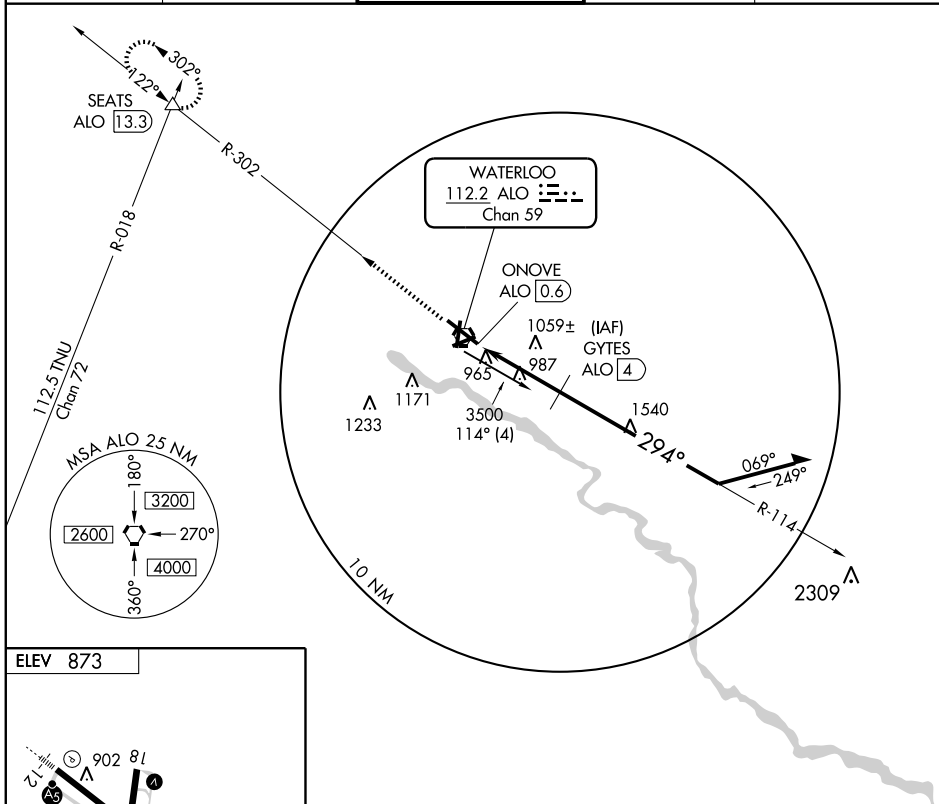 302°
122°
SEATS
ALO 13.3
R-302
WATERLOO
112.2 ALO
Chan 59
R-018
ONOVE
ALO 0.6
1059± (IAF)
GYTES
ALO 4
987
965
1171
1233
3500
114° (4)
1540
294°
112.5 TNU
Chan 72
069°
249°
R-114
MSA ALO 25 NM
180°
3200
2600
270°
4000
360°
10 NM
2309
ELEV 873
P
902
18
12
V
A5